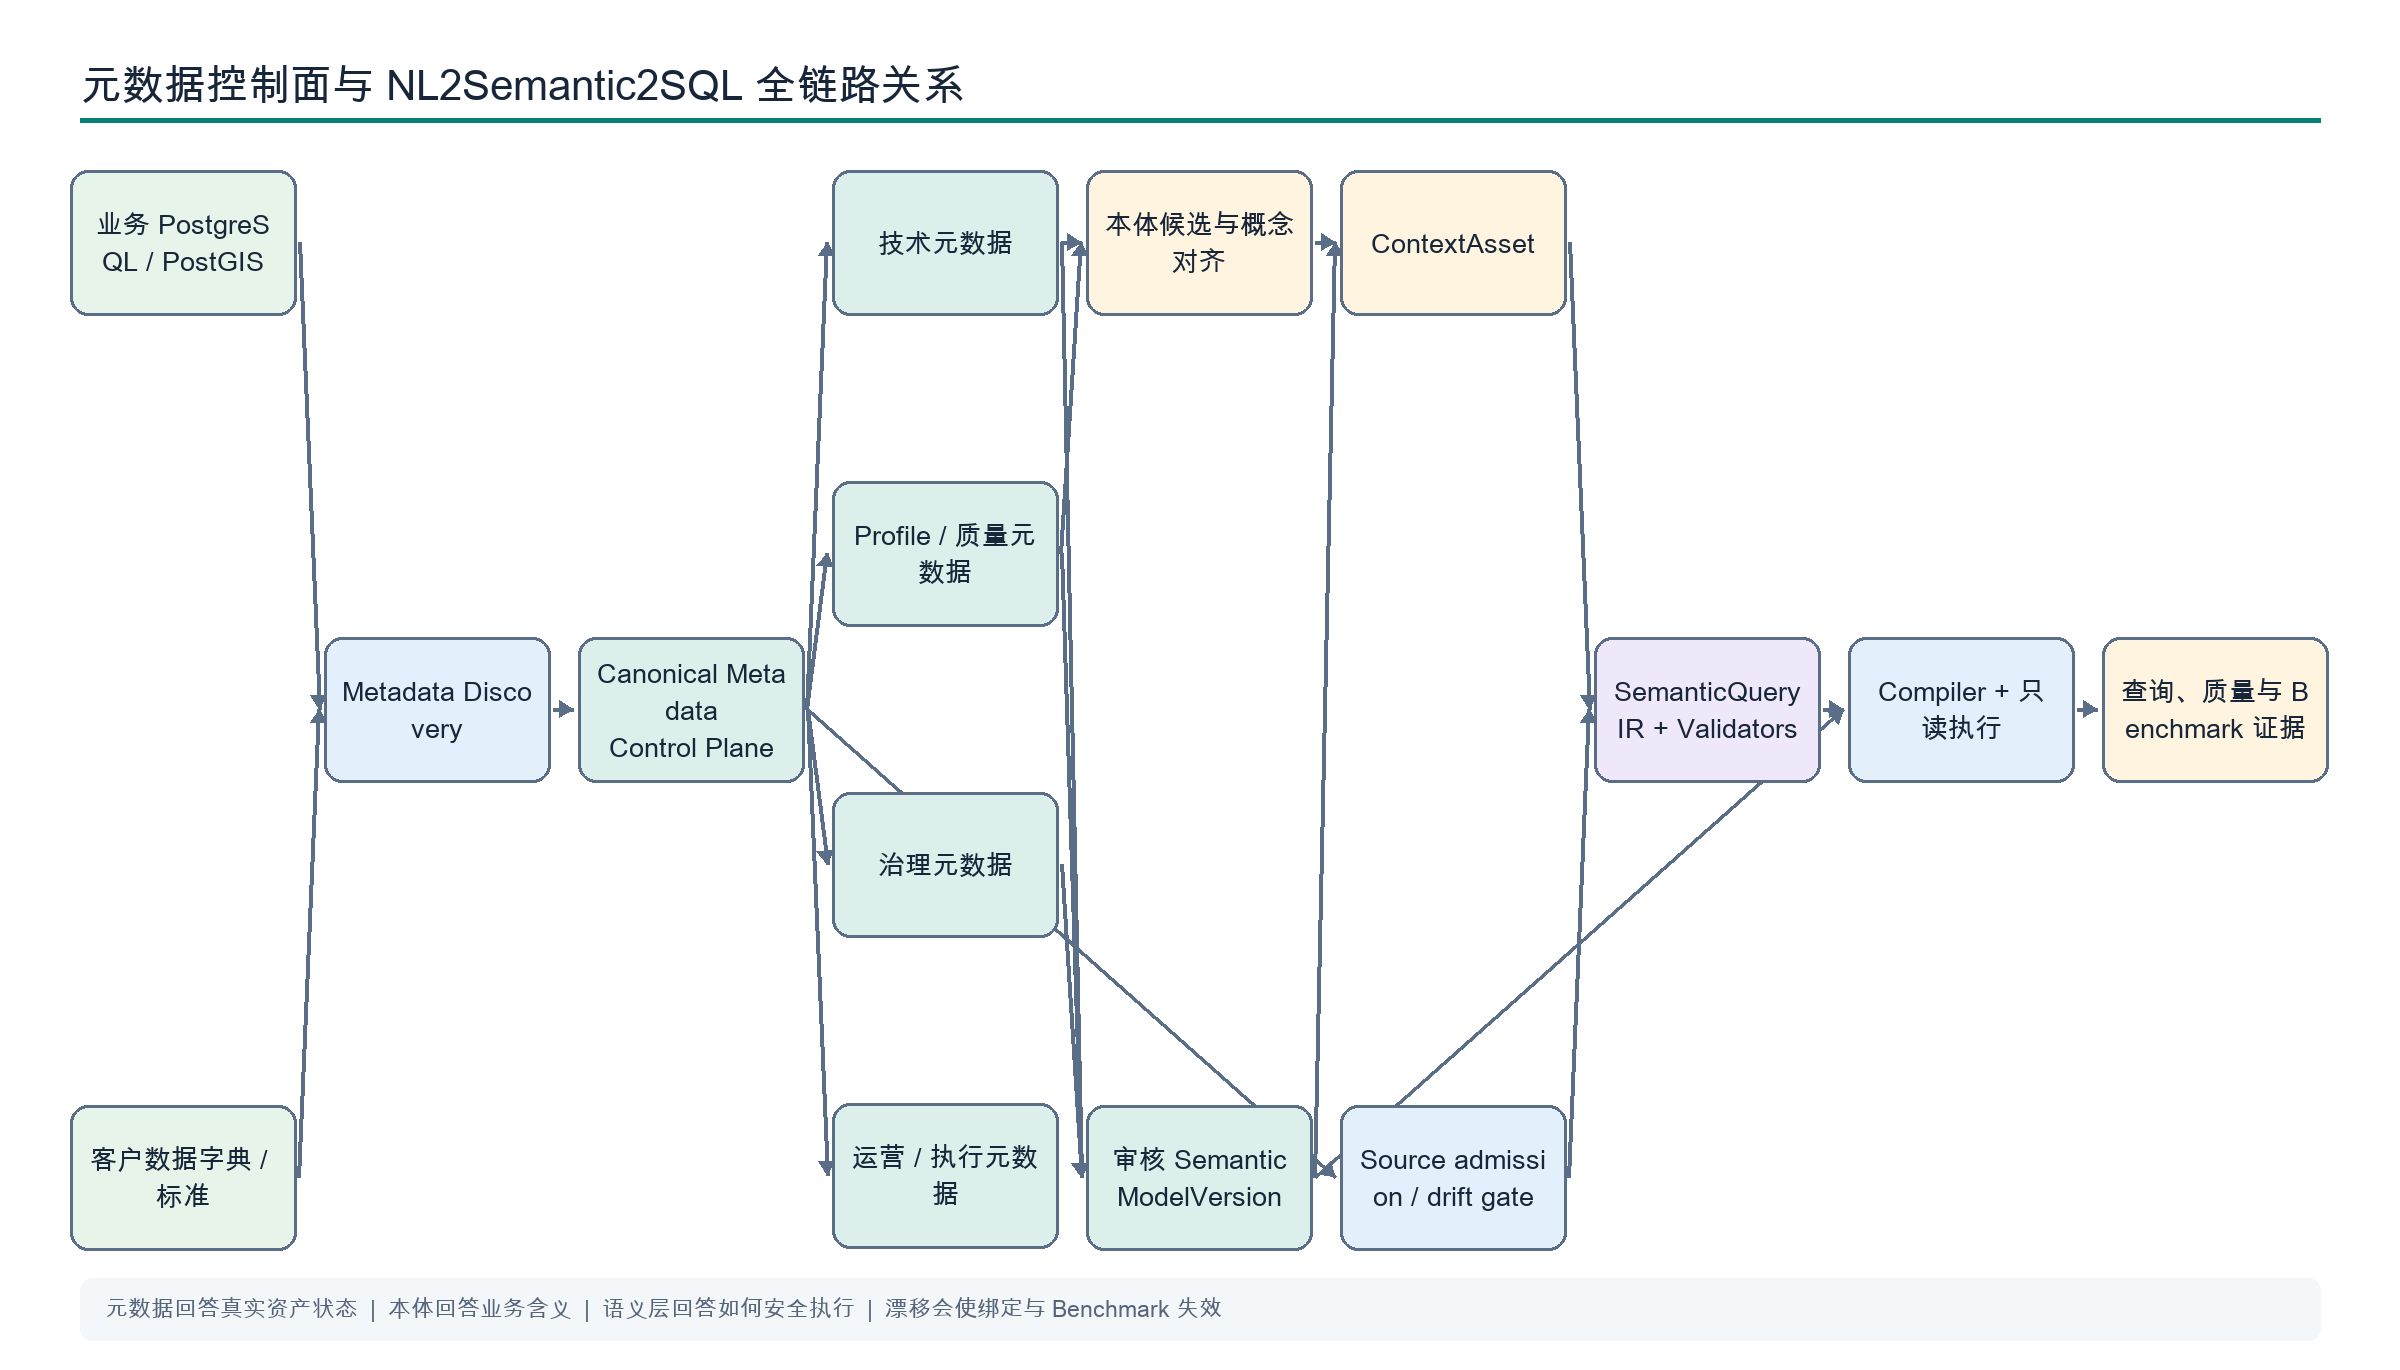 元数据控制面与 NL2Semantic2SQL 全链路关系
业务 PostgreS
QL / PostGIS
技术元数据
本体候选与概念
对齐
ContextAsset
Profile / 质量元
数据
Metadata Disco
very
Canonical Meta
data
Control Plane
SemanticQuery
IR + Validators
Compiler + 只
读执行
查询、质量与 B
enchmark 证据
治理元数据
客户数据字典 /
标准
运营 / 执行元数
据
审核 Semantic
ModelVersion
Source admissi
on / drift gate
元数据回答真实资产状态 | 本体回答业务含义 | 语义层回答如何安全执行 | 漂移会使绑定与 Benchmark 失效